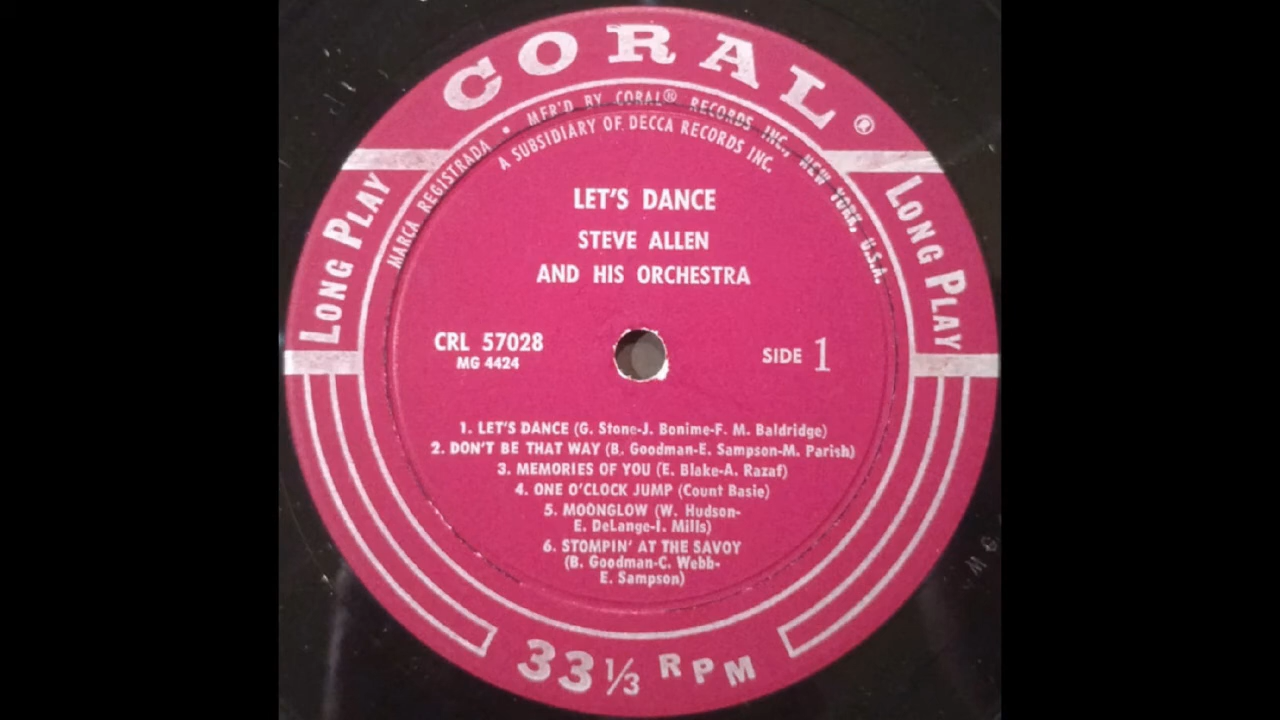 CORAL®
MARCA REGISTRADA • MFR'D BY CORAL® RECORDS INC., NEW YORK, U.S.A.
A SUBSIDIARY OF DECCA RECORDS INC.
LONG PLAY
LONG PLAY
LET'S DANCE
STEVE ALLEN
AND HIS ORCHESTRA
CRL 57028
MG 4424
SIDE 1
1. LET'S DANCE (G. Stone-J. Bonime-F. M. Baldridge)
2. DON'T BE THAT WAY (B. Goodman-E. Sampson-M. Parish)
3. MEMORIES OF YOU (E. Blake-A. Razaf)
4. ONE O'CLOCK JUMP (Count Basie)
5. MOONGLOW (W. Hudson-
E. DeLange-I. Mills)
6. STOMPIN' AT THE SAVOY
(B. Goodman-C. Webb-
E. Sampson)
33 1/3 RPM